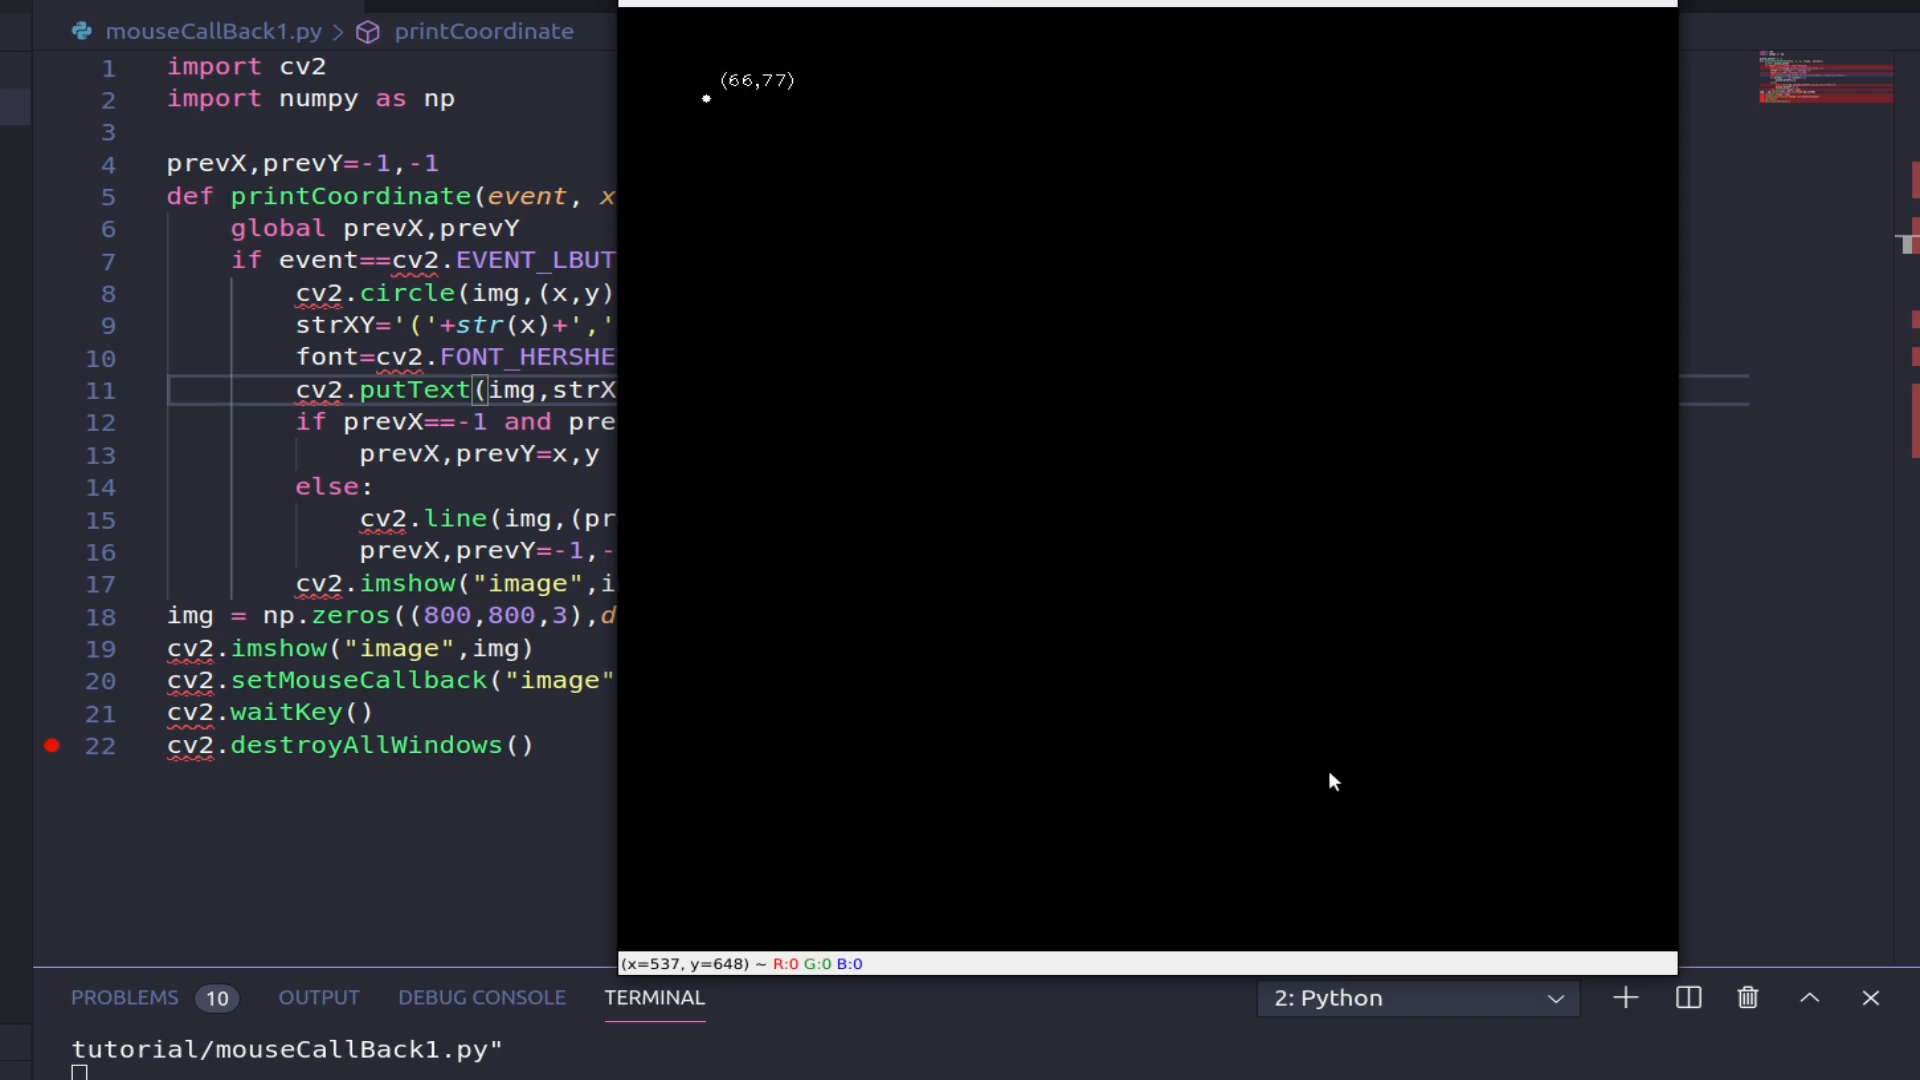 mouseCallBack1.py > printCoordinate
1 import cv2
2 import numpy as np
3
4 prevX,prevY=-1,-1
5 def printCoordinate(event, x
6 global prevX,prevY
7 if event==cv2.EVENT_LBUT
8 cv2.circle(img,(x,y)
9 strXY='('+str(x)+','
10 font=cv2.FONT_HERSHE
11 cv2.putText(img,strX
12 if prevX==-1 and pre
13 prevX,prevY=x,y
14 else:
15 cv2.line(img,(pr
16 prevX,prevY=-1,-
17 cv2.imshow("image",i
18 img = np.zeros((800,800,3),d
19 cv2.imshow("image",img)
20 cv2.setMouseCallback("image"
21 cv2.waitKey()
22 cv2.destroyAllWindows()
(66,77)
(x=537, y=648) ~ R:0 G:0 B:0
PROBLEMS 10 OUTPUT DEBUG CONSOLE TERMINAL 2: Python
tutorial/mouseCallBack1.py"